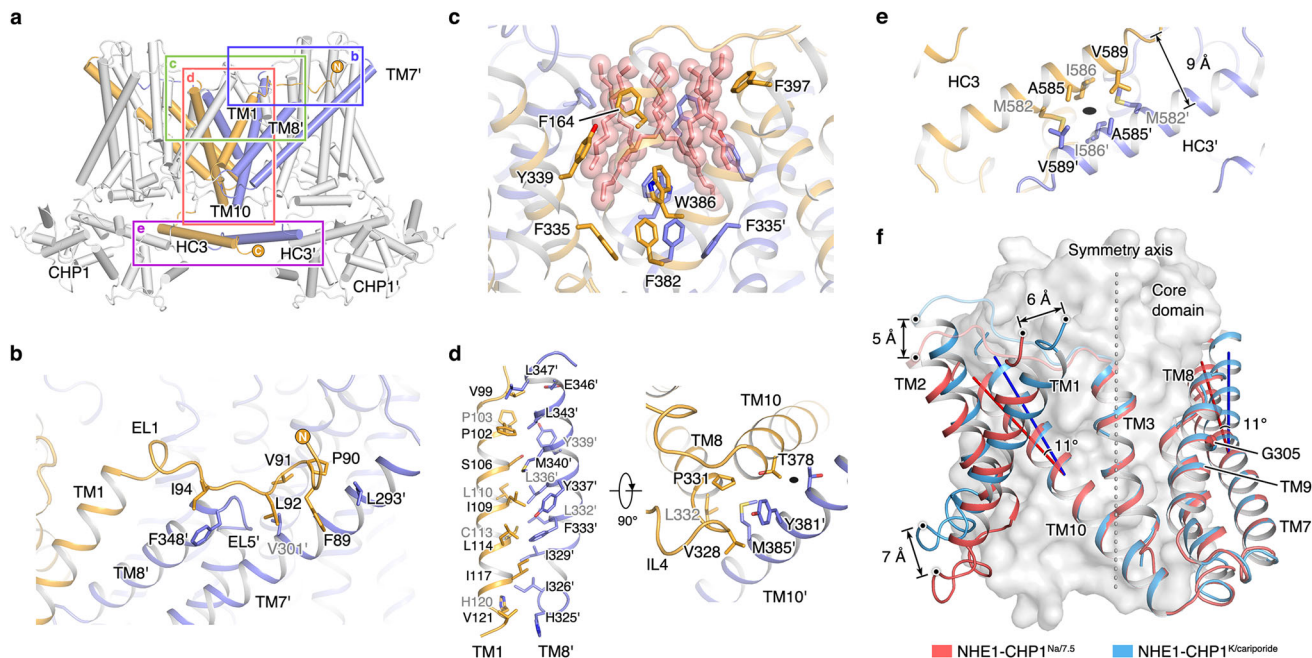 a
c
b
d
e
N
TM7'
TM1
TM8'
TM10
HC3
C
HC3'
CHP1
CHP1'
c
F397
F164
Y339
W386
F335
F335'
F382
e
V589
I586
9 Å
HC3
A585
M582
M582'
I586'
A585'
HC3'
V589'
b
EL1
N
V91
P90
TM1
I94
L92
L293'
F348'
EL5'
F89
V301'
TM8'
TM7'
d
L347'
V99
E346'
P103
L343'
P102
Y339'
S106
M340'
L336'
L110
Y337'
I109
L332'
C113
F333'
L114
I329'
I117
I326'
H120
V121
H325'
TM1
TM8'
90°
TM10
TM8
T378
P331
L332
Y381'
V328
M385'
IL4
TM10'
f
Symmetry axis
6 Å
Core
domain
5 Å
TM2
TM1
TM8
TM3
11°
11°
G305
TM9
TM10
TM7
7 Å
NHE1-CHP1Na/7.5
NHE1-CHP1K/cariporide